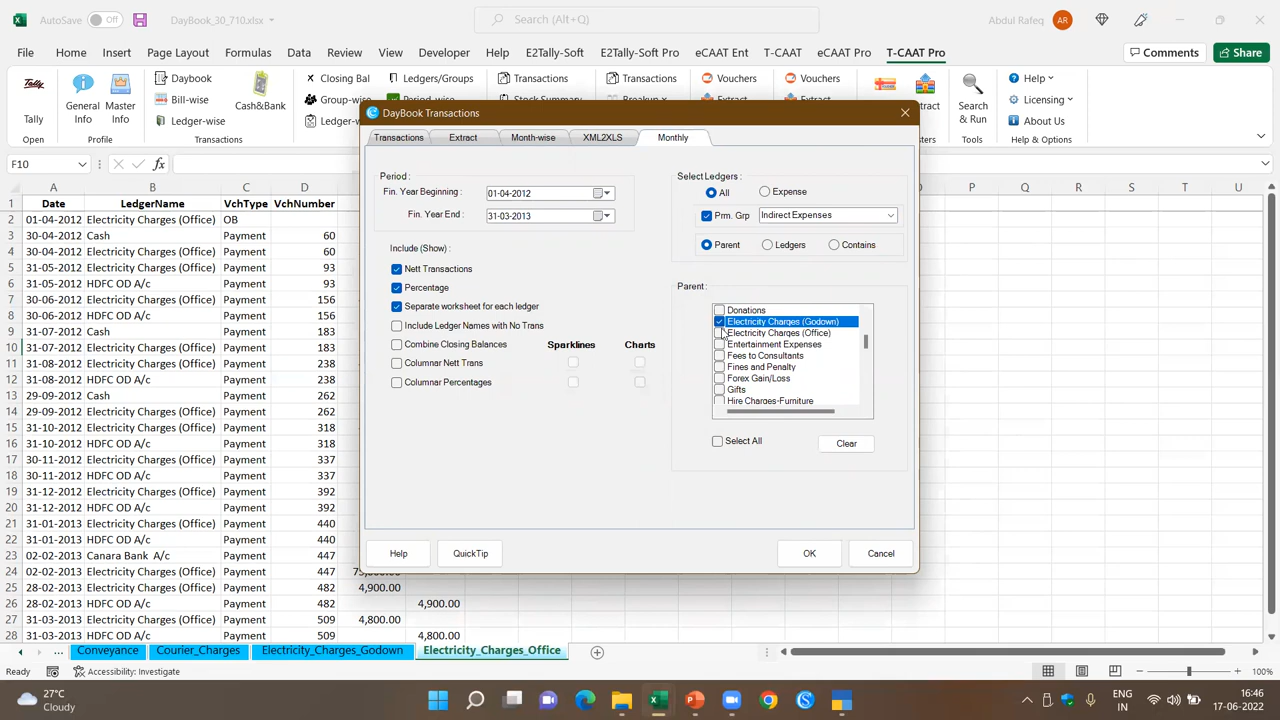 AutoSave Off DayBook_30_710.xlsx Search (Alt+Q) Abdul Rafeq AR
File Home Insert Page Layout Formulas Data Review View Developer Help E2Tally-Soft E2Tally-Soft Pro eCAAT Ent T-CAAT eCAAT Pro T-CAAT Pro Comments Share
Daybook Closing Bal Ledgers/Groups Transactions Transactions Vouchers Vouchers Help
Tally General Info Master Info Bill-wise Cash&Bank Group-wise Search & Run Licensing
Ledger-wise About Us
Open Profile Transactions Tools Help & Options
DayBook Transactions
F10 fx
Transactions Extract Month-wise XML2XLS Monthly
A B C D P Q R S T U
1 Date LedgerName VchType VchNumber
2 01-04-2012 Electricity Charges (Office) OB
3 30-04-2012 Cash Payment 60
4 30-04-2012 Electricity Charges (Office) Payment 60
5 31-05-2012 Electricity Charges (Office) Payment 93
6 31-05-2012 HDFC OD A/c Payment 93
7 30-06-2012 Electricity Charges (Office) Payment 156
8 30-06-2012 HDFC OD A/c Payment 156
9 31-07-2012 Electricity Charges (Office) Payment 183
10 31-07-2012 Electricity Charges (Office) Payment 183
11 31-08-2012 Electricity Charges (Office) Payment 238
12 31-08-2012 HDFC OD A/c Payment 238
13 29-09-2012 Cash Payment 262
14 29-09-2012 Electricity Charges (Office) Payment 262
15 31-10-2012 Electricity Charges (Office) Payment 318
16 31-10-2012 HDFC OD A/c Payment 318
17 30-11-2012 Electricity Charges (Office) Payment 337
18 30-11-2012 HDFC OD A/c Payment 337
19 31-12-2012 Electricity Charges (Office) Payment 392
20 31-12-2012 HDFC OD A/c Payment 392
21 31-01-2013 Electricity Charges (Office) Payment 440
22 31-01-2013 HDFC OD A/c Payment 440
23 02-02-2013 Canara Bank A/c Payment 447
24 02-02-2013 Electricity Charges (Office) Payment 447
25 28-02-2013 Electricity Charges (Office) Payment 482 4,900.00
26 28-02-2013 HDFC OD A/c Payment 482 4,900.00
27 31-03-2013 Electricity Charges (Office) Payment 509 4,800.00
28 31-03-2013 HDFC OD A/c Payment 509 4,800.00
Period :
Fin. Year Beginning : 01-04-2012
Fin. Year End : 31-03-2013
Include (Show) :
Nett Transactions
Percentage
Separate worksheet for each ledger
Include Ledger Names with No Trans
Combine Closing Balances Sparklines Charts
Columnar Nett Trans
Columnar Percentages
Select Ledgers :
All Expense
Prm. Grp Indirect Expenses
Parent Ledgers Contains
Parent :
Donations
Electricity Charges (Godown)
Electricity Charges (Office)
Entertainment Expenses
Fees to Consultants
Fines and Penalty
Forex Gain/Loss
Gifts
Hire Charges-Furniture
Select All Clear
Help QuickTip OK Cancel
... Conveyance Courier_Charges Electricity_Charges_Godown Electricity_Charges_Office
Ready Accessibility: Investigate 100%
27°C
Cloudy
ENG
IN
16:46
17-06-2022